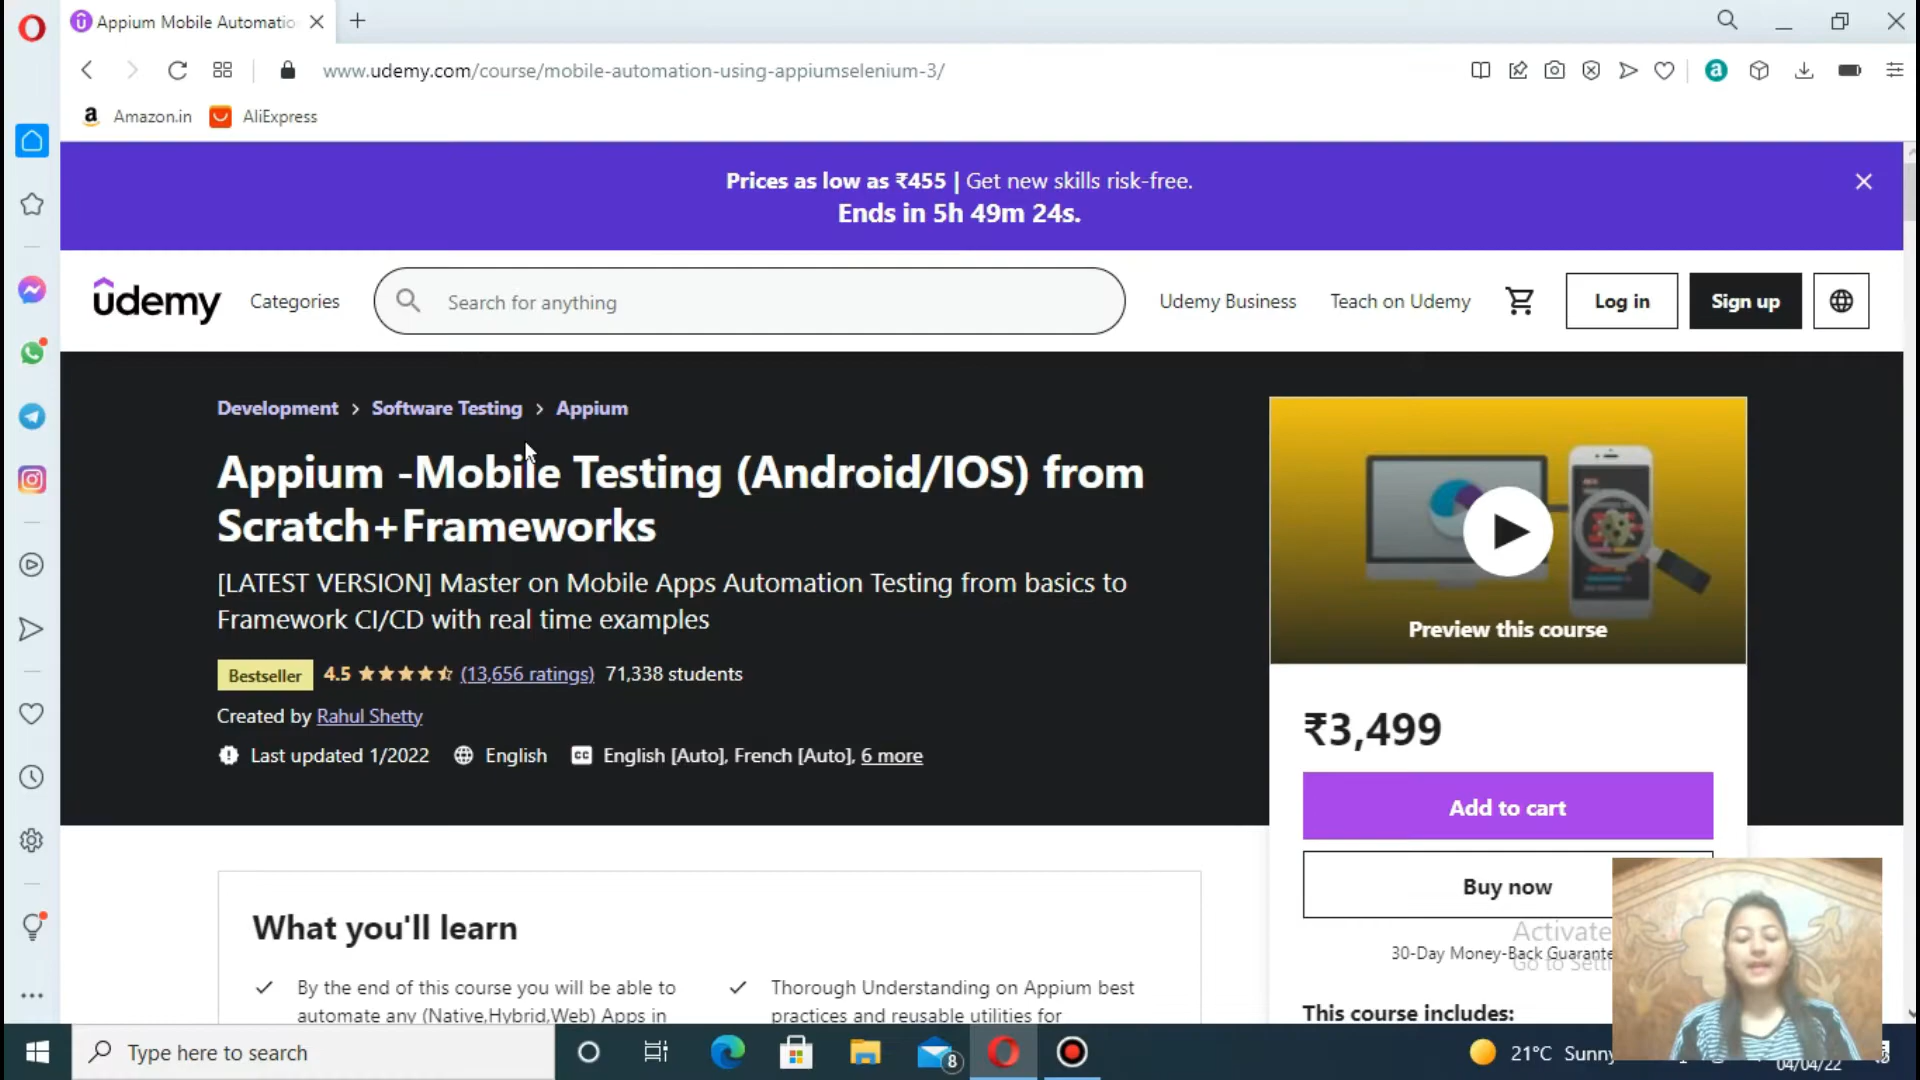 Appium Mobile Automatio
www.udemy.com/course/mobile-automation-using-appiumselenium-3/
a Amazon.in AliExpress
Prices as low as ₹455 | Get new skills risk-free.
Ends in 5h 49m 24s.
udemy Categories Search for anything Udemy Business Teach on Udemy Log in Sign up
Development > Software Testing > Appium
Appium -Mobile Testing (Android/IOS) from
Scratch+Frameworks
[LATEST VERSION] Master on Mobile Apps Automation Testing from basics to
Framework CI/CD with real time examples
Bestseller 4.5 (13,656 ratings) 71,338 students
Created by Rahul Shetty
Last updated 1/2022 English CC English [Auto], French [Auto], 6 more
Preview this course
₹3,499
Add to cart
Buy now
Activate
30-Day Money-Back Guarante
Go to Setti
This course includes:
What you'll learn
By the end of this course you will be able to
automate any (Native,Hybrid,Web) Apps in
Thorough Understanding on Appium best
practices and reusable utilities for
Type here to search
8
21°C Sunny
04/04/22